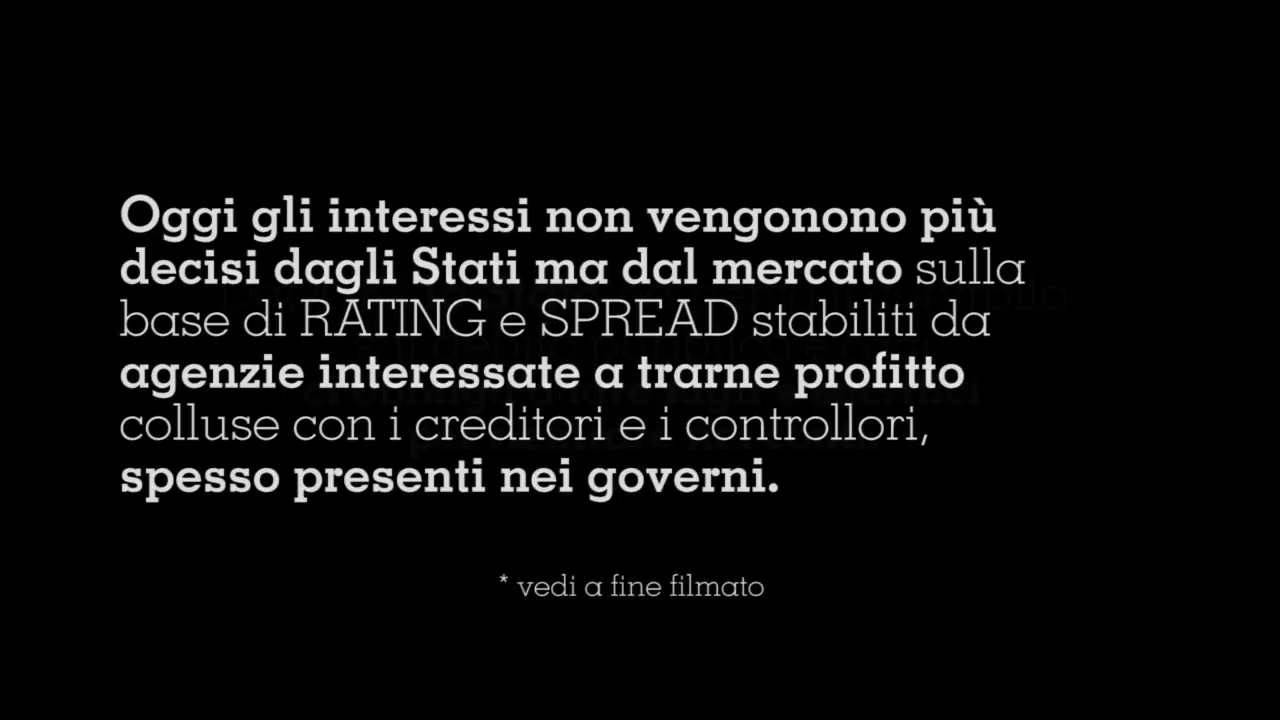 Oggi gli interessi non vengonono più
decisi dagli Stati ma dal mercato sulla
base di RATING e SPREAD stabiliti da
agenzie interessate a trarne profitto
colluse con i creditori e i controllori,
spesso presenti nei governi.
* vedi a fine filmato